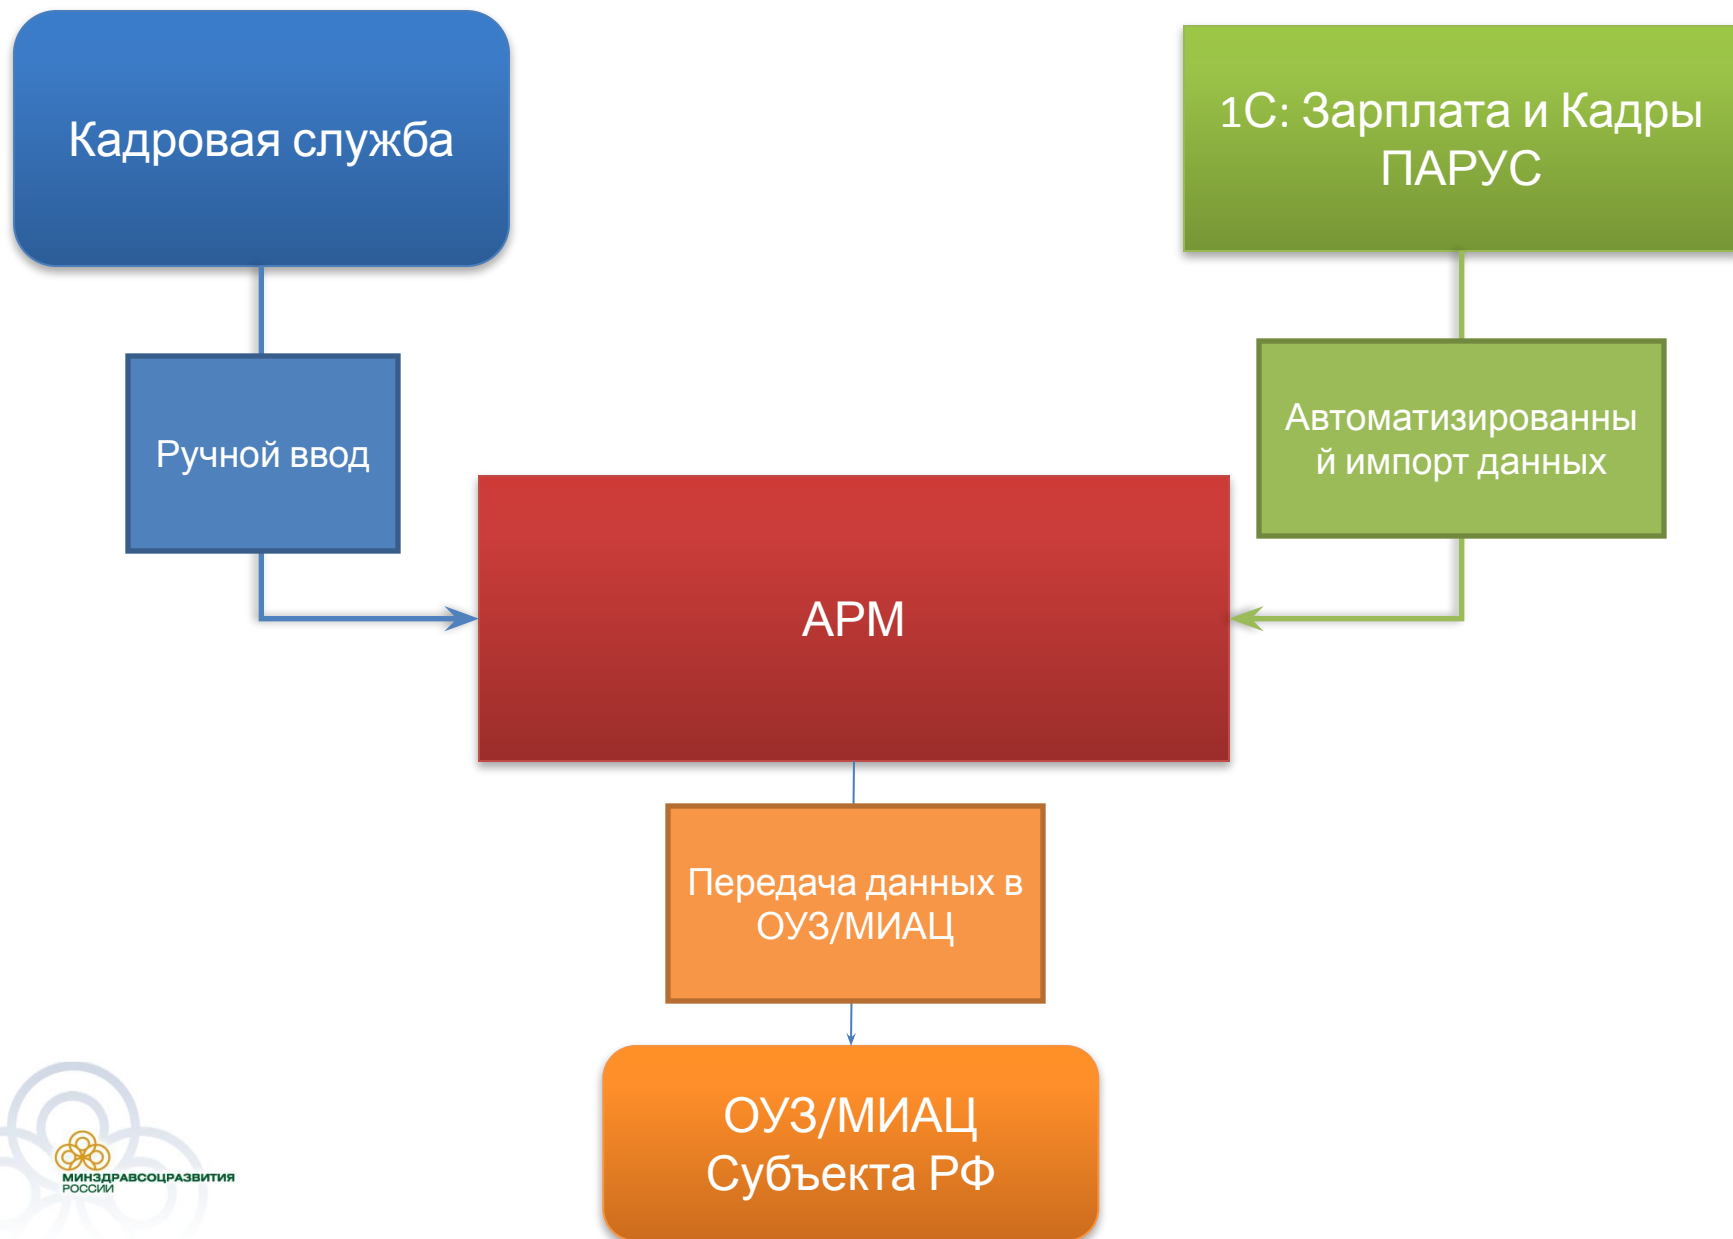 Кадровая служба
1С: Зарплата и Кадры
ПАРУС
Ручной ввод
Автоматизированны
й импорт данных
АРМ
Передача данных в
ОУЗ/МИАЦ
ОУЗ/МИАЦ
Субъекта РФ
МИНЗДРАВСОЦРАЗВИТИЯ
РОССИИ